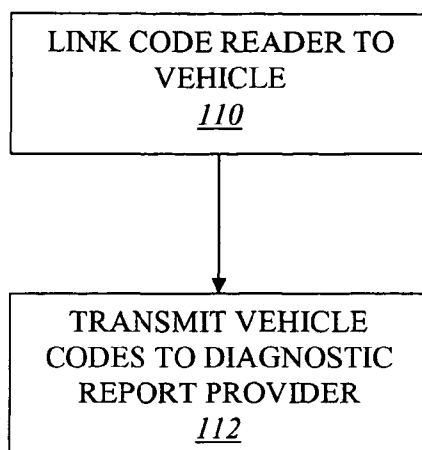 LINK CODE READER TO
VEHICLE
110
TRANSMIT VEHICLE
CODES TO DIAGNOSTIC
REPORT PROVIDER
112